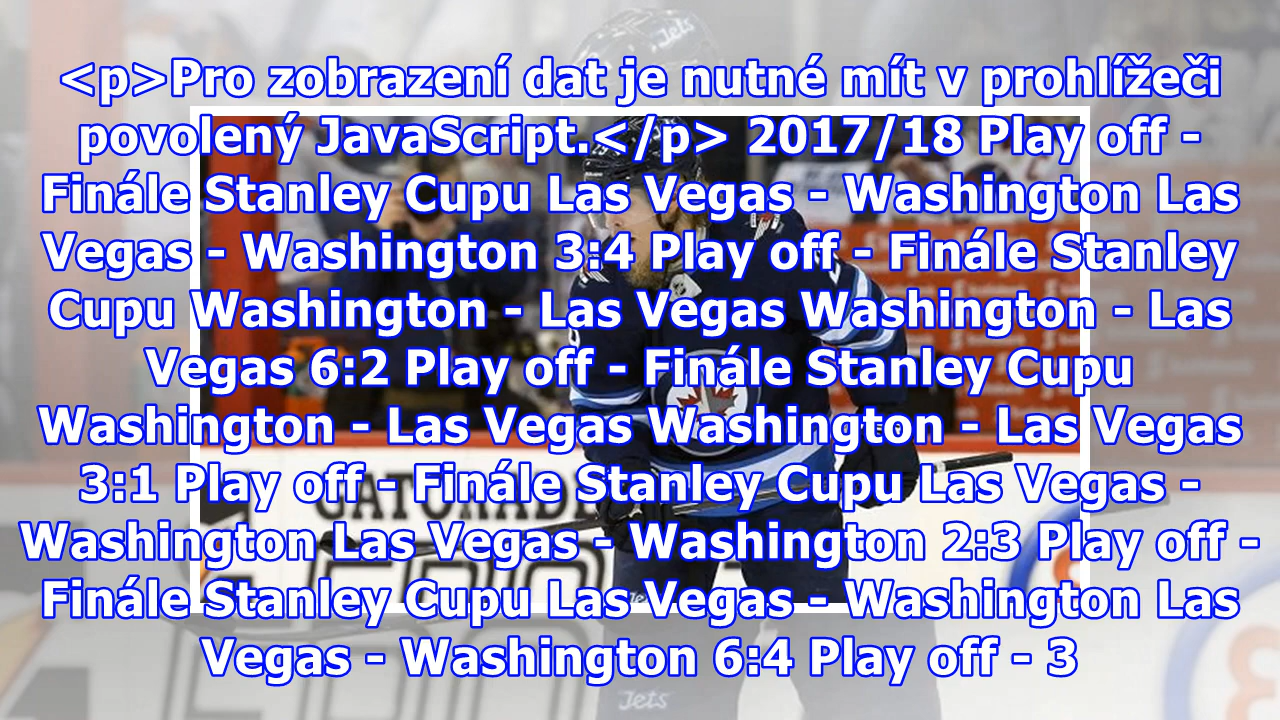 <p>Pro zobrazení dat je nutné mít v prohlížeči
povolený JavaScript.</p> 2017/18 Play off -
Finále Stanley Cupu Las Vegas - Washington Las
Vegas - Washington 3:4 Play off - Finále Stanley
Cupu Washington - Las Vegas Washington - Las
Vegas 6:2 Play off - Finále Stanley Cupu
Washington - Las Vegas Washington - Las Vegas
3:1 Play off - Finále Stanley Cupu Las Vegas -
Washington Las Vegas - Washington 2:3 Play off -
Finále Stanley Cupu Las Vegas - Washington Las
Vegas - Washington 6:4 Play off - 3
Jets
GATORADE
Jets